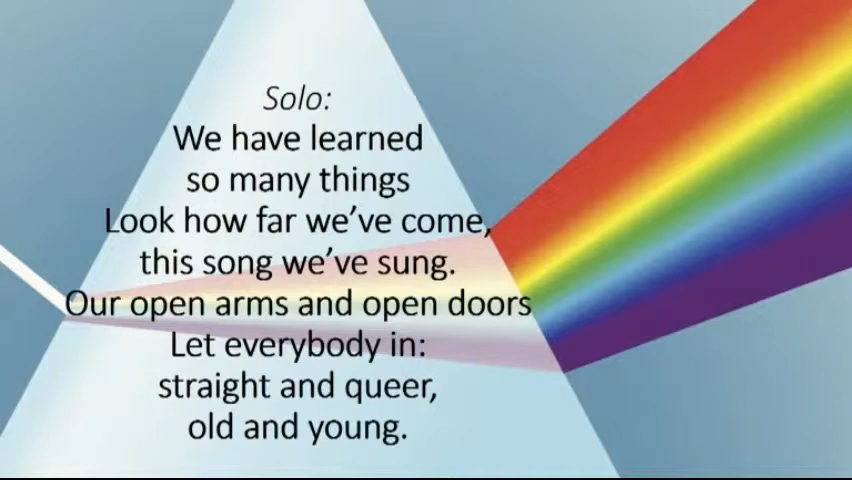 Solo:
We have learned
so many things
Look how far we’ve come,
this song we’ve sung.
Our open arms and open doors
Let everybody in:
straight and queer,
old and young.